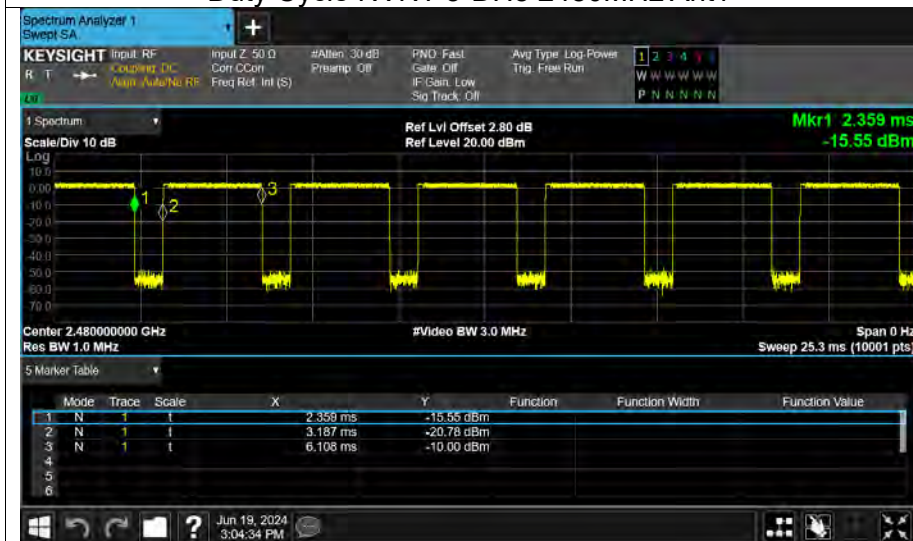 Spectrum Analyzer 1
Swept SA
+
KEYSIGHT Input: RF
R T Coupling: DC
Align: Auto/No RF
Input Z: 50 Ω
Corr CCorr
Freq Ref: Int (S)
#Atten: 30 dB
Preamp: Off
PNO: Fast
Gate: Off
IF Gain: Low
Sig Track: Off
Avg Type: Log-Power
Trig: Free Run
1 2 3 4 5 6
W W W W W W
P N N N N N
1 Spectrum
Scale/Div 10 dB
Ref Lvl Offset 2.80 dB
Ref Level 20.00 dBm
Mkr1 2.359 ms
-15.55 dBm
Log
10.0
0.00
-10.0
-20.0
-30.0
-40.0
-50.0
-60.0
-70.0
1
2
3
Center 2.480000000 GHz
Res BW 1.0 MHz
#Video BW 3.0 MHz
Span 0 Hz
Sweep 25.3 ms (10001 pts)
5 Marker Table
Mode Trace Scale X Y Function Function Width Function Value
1 N 1 t 2.359 ms -15.55 dBm
2 N 1 t 3.187 ms -20.78 dBm
3 N 1 t 6.108 ms -10.00 dBm
4
5
6
?
Jun 19, 2024
3:04:34 PM